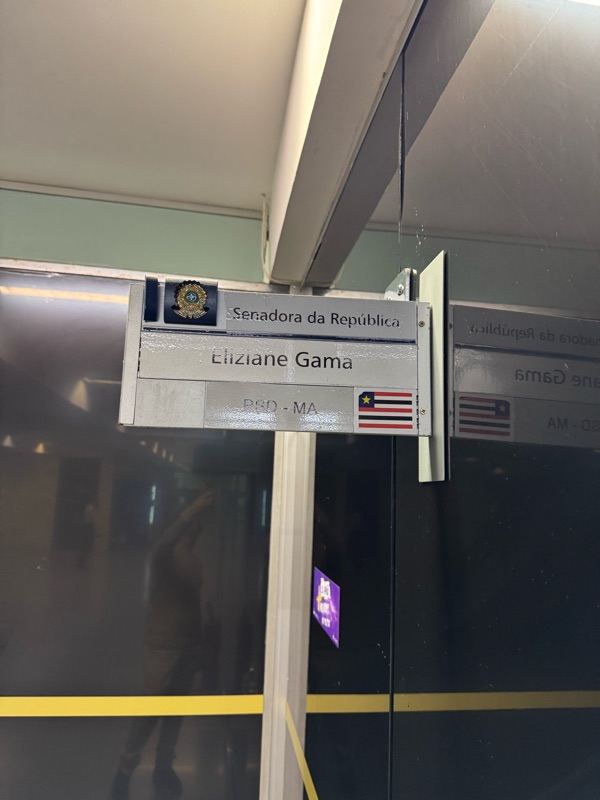 Senadora da República
Eliziane Gama
PSD - MA